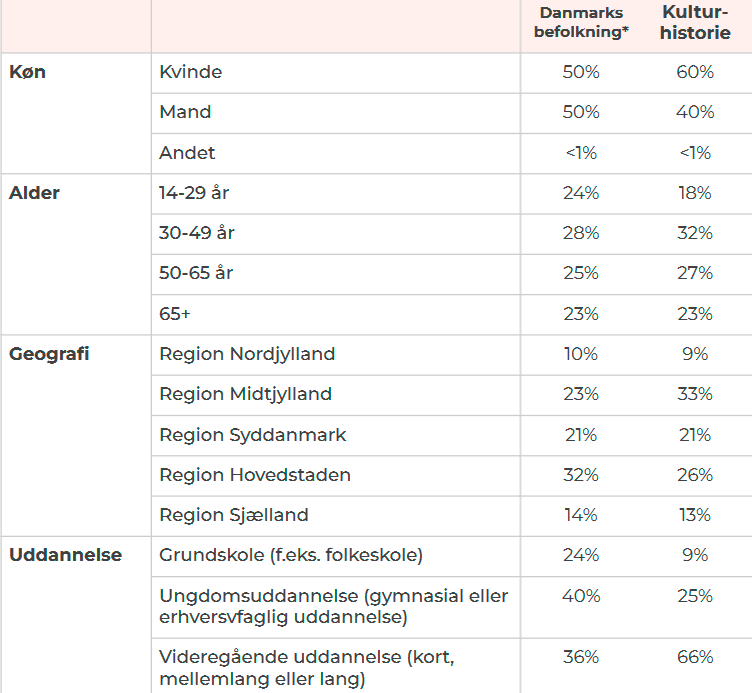 Danmarks befolkning* Kultur-historie
Køn Kvinde 50% 60%
Mand 50% 40%
Andet <1% <1%
Alder 14-29 år 24% 18%
30-49 år 28% 32%
50-65 år 25% 27%
65+ 23% 23%
Geografi Region Nordjylland 10% 9%
Region Midtjylland 23% 33%
Region Syddanmark 21% 21%
Region Hovedstaden 32% 26%
Region Sjælland 14% 13%
Uddannelse Grundskole (f.eks. folkeskole) 24% 9%
Ungdomsuddannelse (gymnasial eller
erhversvfaglig uddannelse) 40% 25%
Videregående uddannelse (kort,
mellemlang eller lang) 36% 66%